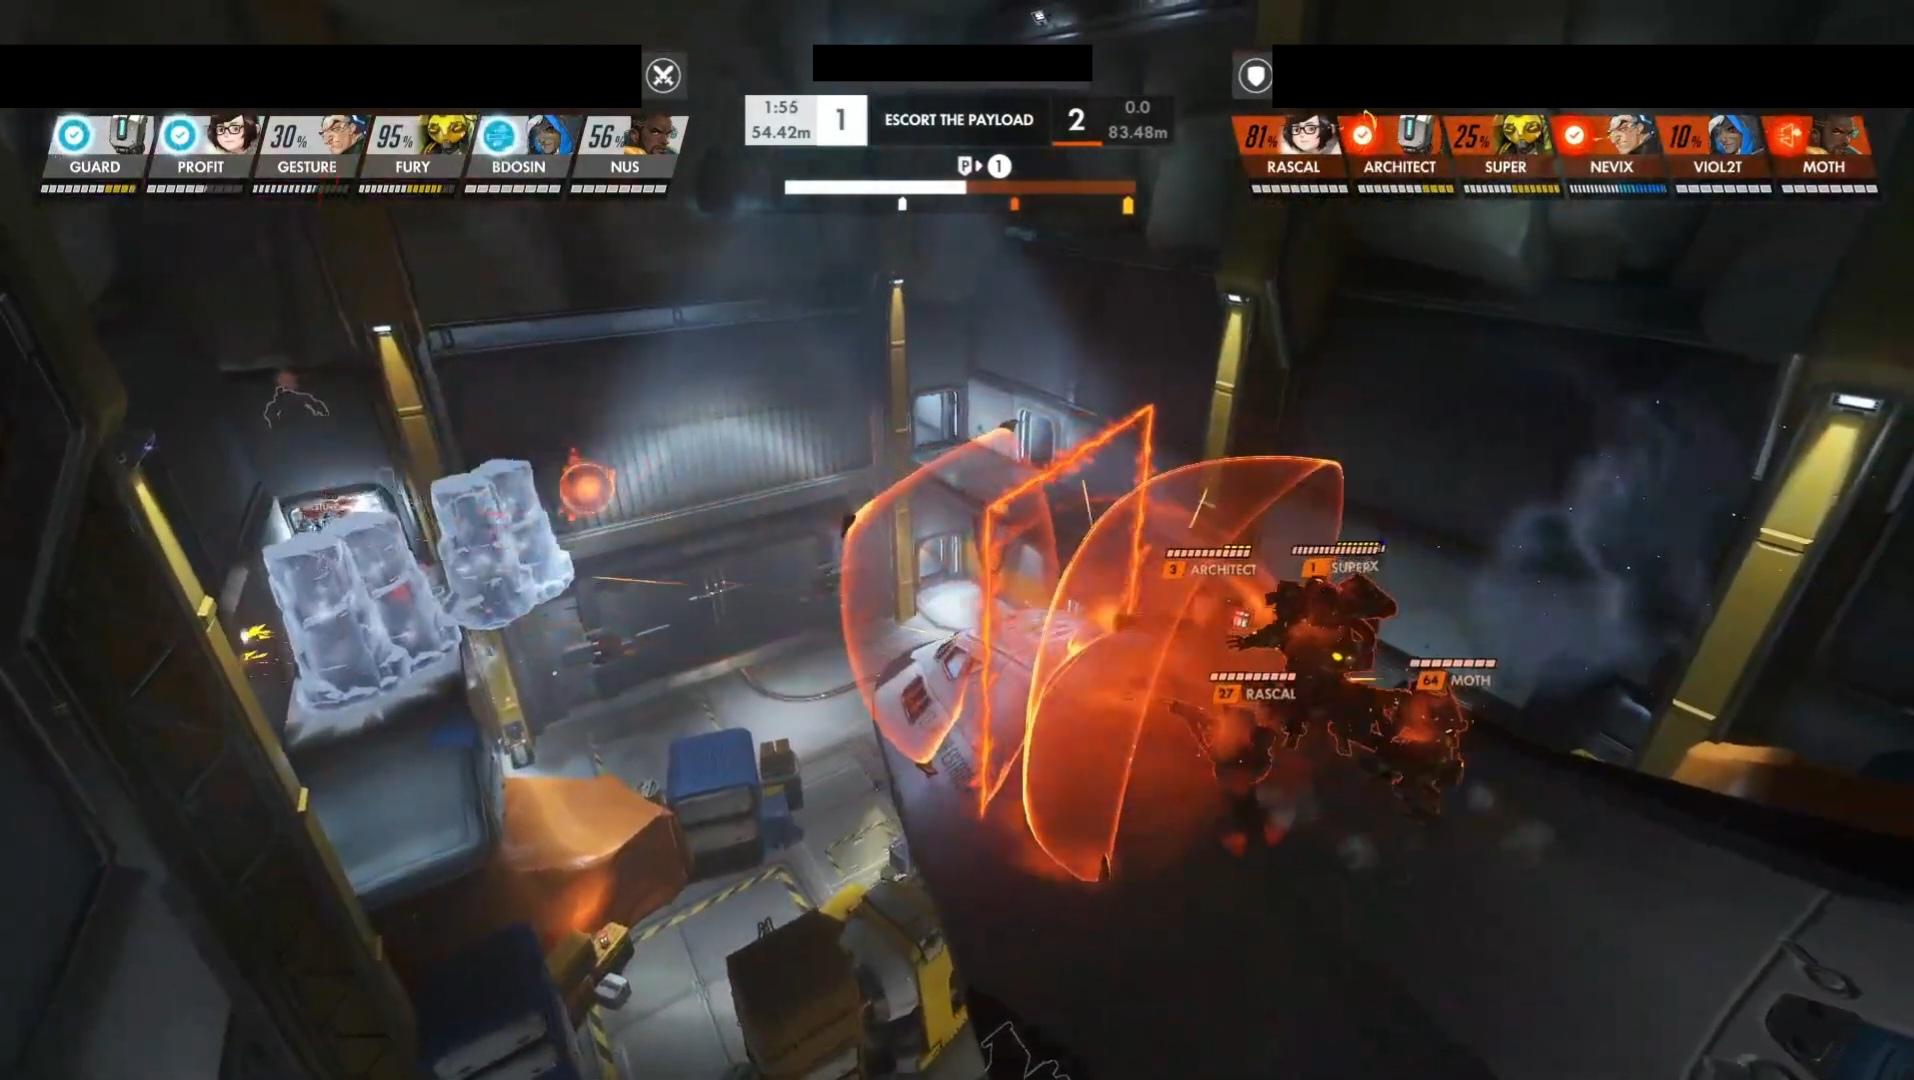 1:55
54.42m
1
ESCORT THE PAYLOAD
2
0.0
83.48m
P
1
30%
95%
56%
GUARD
PROFIT
GESTURE
FURY
BDOSIN
NUS
81%
25%
10%
RASCAL
ARCHITECT
SUPER
NEVIX
VIOL2T
MOTH
3 ARCHITECT
1 SUPER
27 RASCAL
64 MOTH